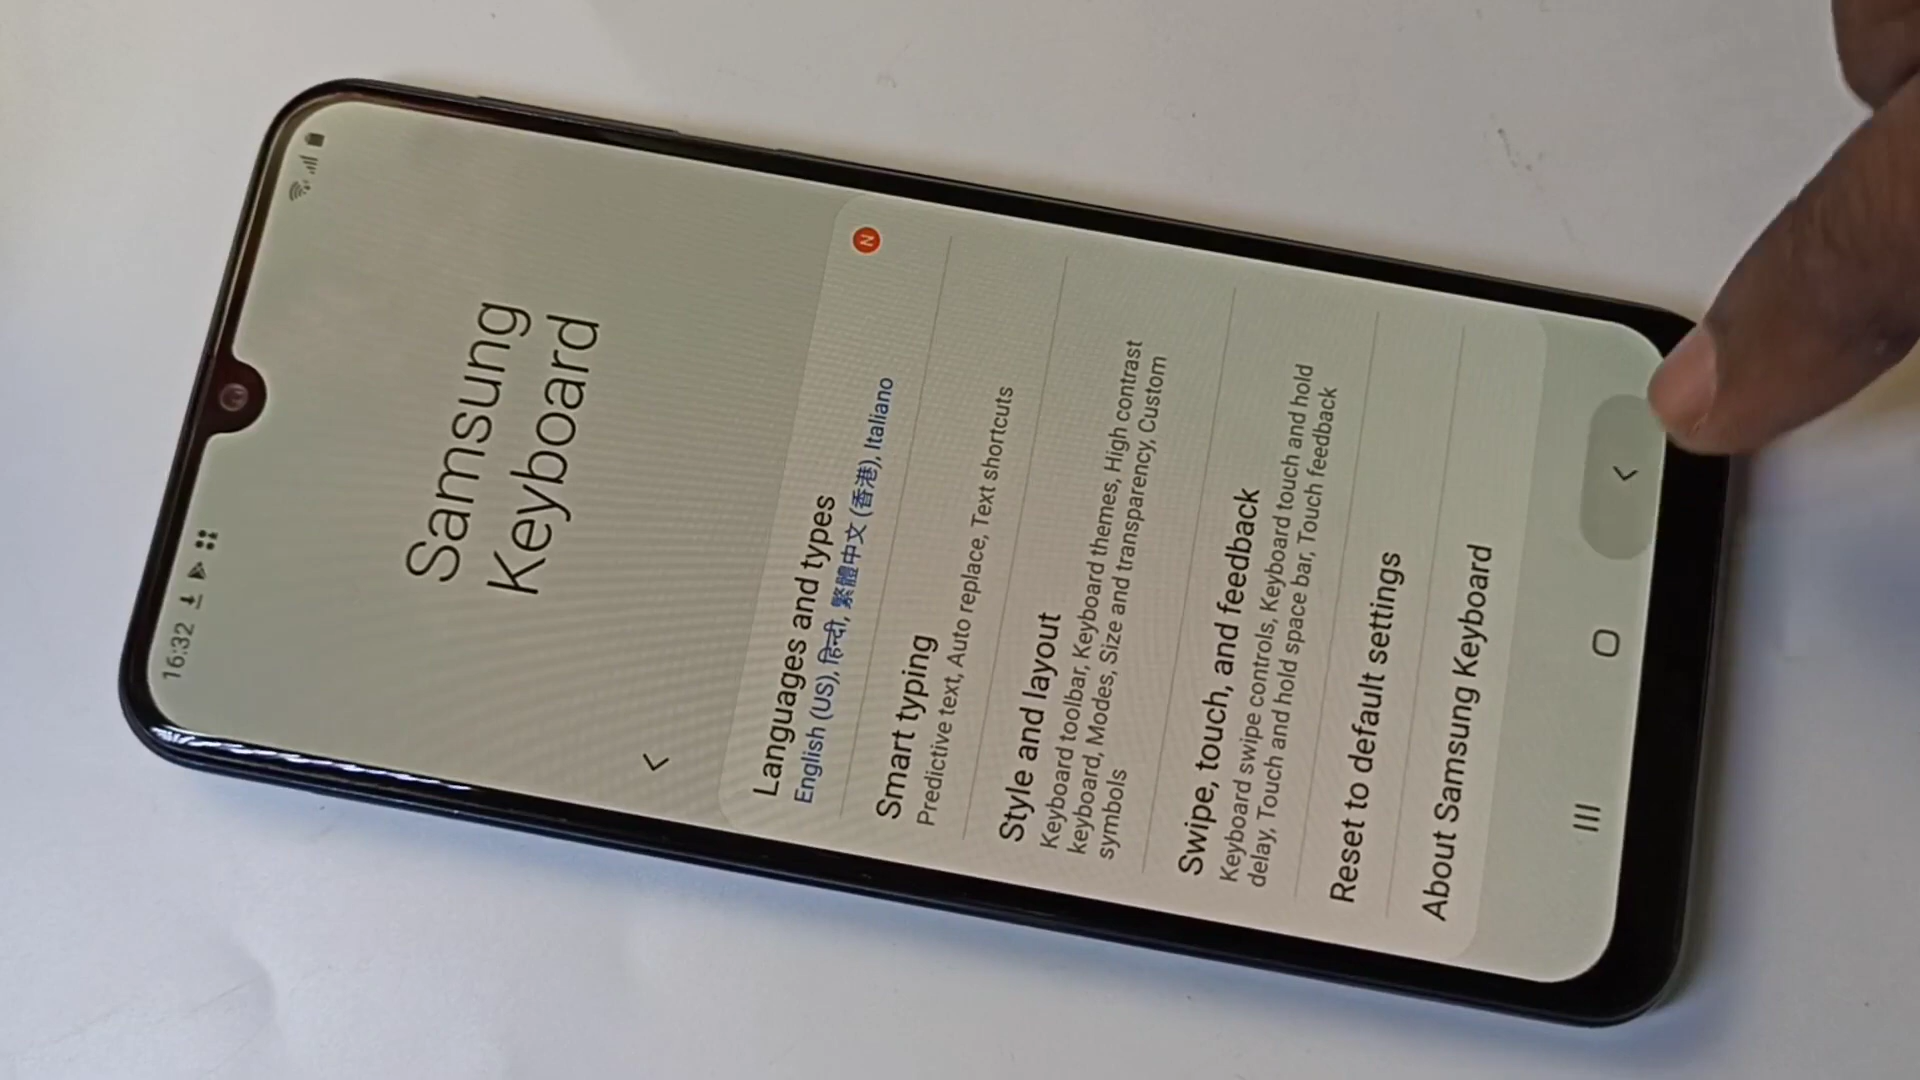 16:32
Samsung
Keyboard
Languages and types
N
English (US), हिन्दी, 繁體中文 (香港), Italiano
Smart typing
Predictive text, Auto replace, Text shortcuts
Style and layout
Keyboard toolbar, Keyboard themes, High contrast
keyboard, Modes, Size and transparency, Custom
symbols
Swipe, touch, and feedback
Keyboard swipe controls, Keyboard touch and hold
delay, Touch and hold space bar, Touch feedback
Reset to default settings
About Samsung Keyboard